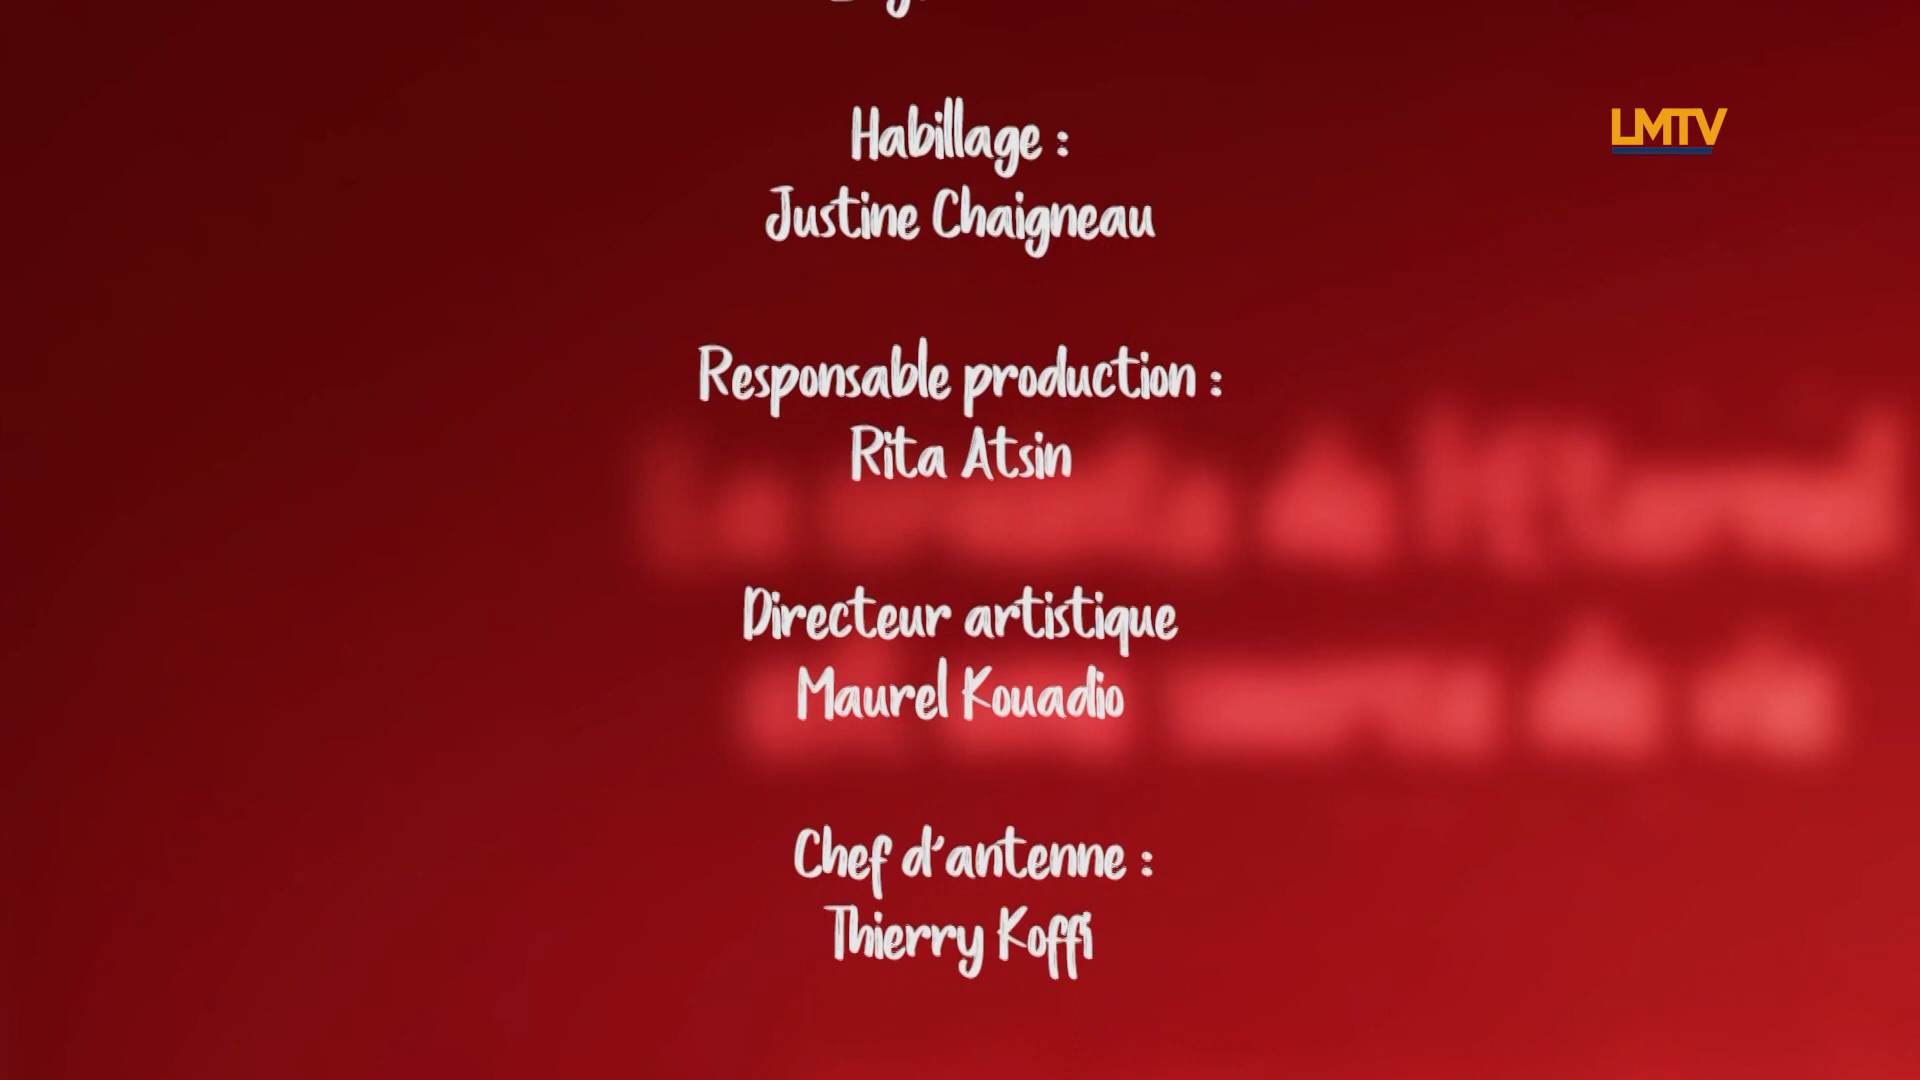 LMTV
Habillage :
Justine Chaigneau
Responsable production :
Rita Atsin
Directeur artistique
Maurel Kouadio
Chef d'antenne :
Thierry Koffi